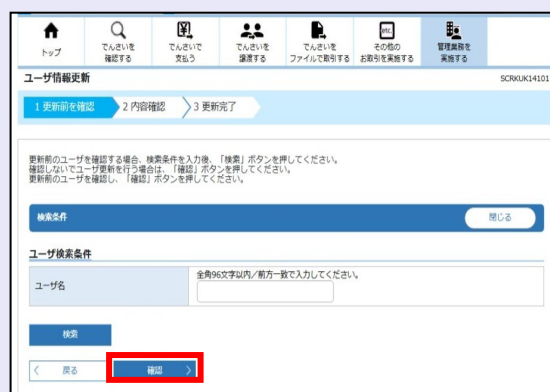 トップ
でんさいを
確認する
でんさいで
支払う
でんさいを
譲渡する
でんさいを
ファイルで取引する
etc.
その他の
お取引を実施する
管理業務を
実施する
ユーザ情報更新
SCRKUK14101
1 更新前を確認
2 内容確認
3 更新完了
更新前のユーザを確認する場合、検索条件を入力後、「検索」ボタンを押してください。
確認しないでユーザ更新を行う場合は、「確認」ボタンを押してください。
更新前のユーザを確認し、「確認」ボタンを押してください。
検索条件
閉じる
ユーザ検索条件
ユーザ名
全角96文字以内/前方一致で入力してください。
検索
戻る
確認